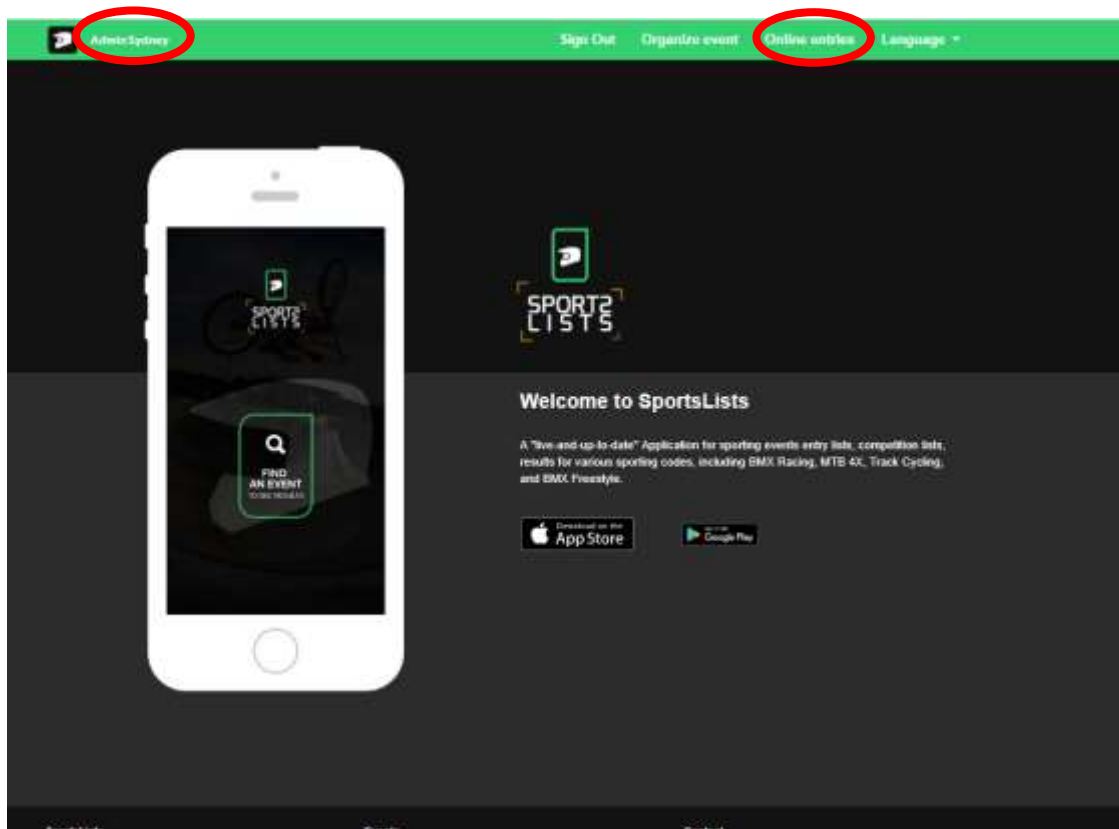 Admin:Sydney
Sign Out Organize event Online entries Language
SPORTS
LISTS
FIND
AN EVENT
SPORTS
LISTS
Welcome to SportsLists
A "live-and-up-to-date" Application for sporting events entry lists, competition lists,
results for various sporting codes, including BMX Racing, MTB 4X, Track Cycling,
and BMX Freestyle.
Download on the
App Store
Google Play